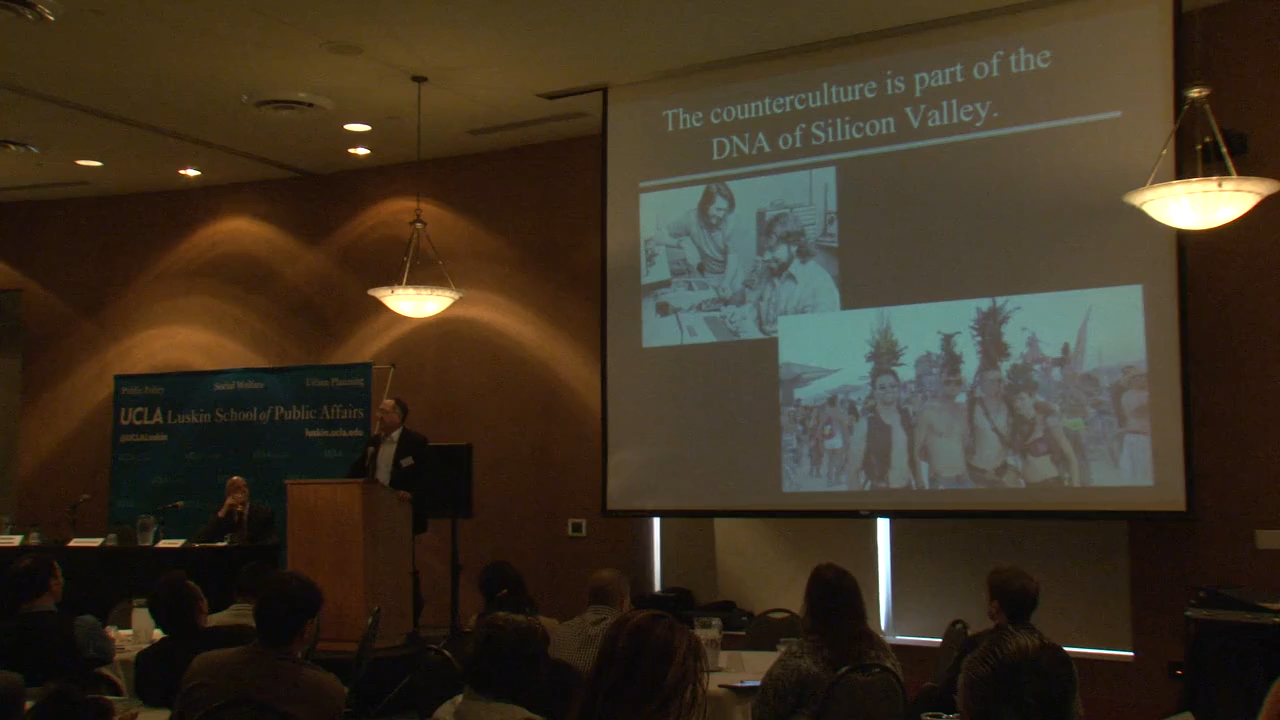 The counterculture is part of the
DNA of Silicon Valley.
Public Policy
Social Welfare
Urban Planning
UCLA Luskin School of Public Affairs
@UCLALuskin
luskin.ucla.edu